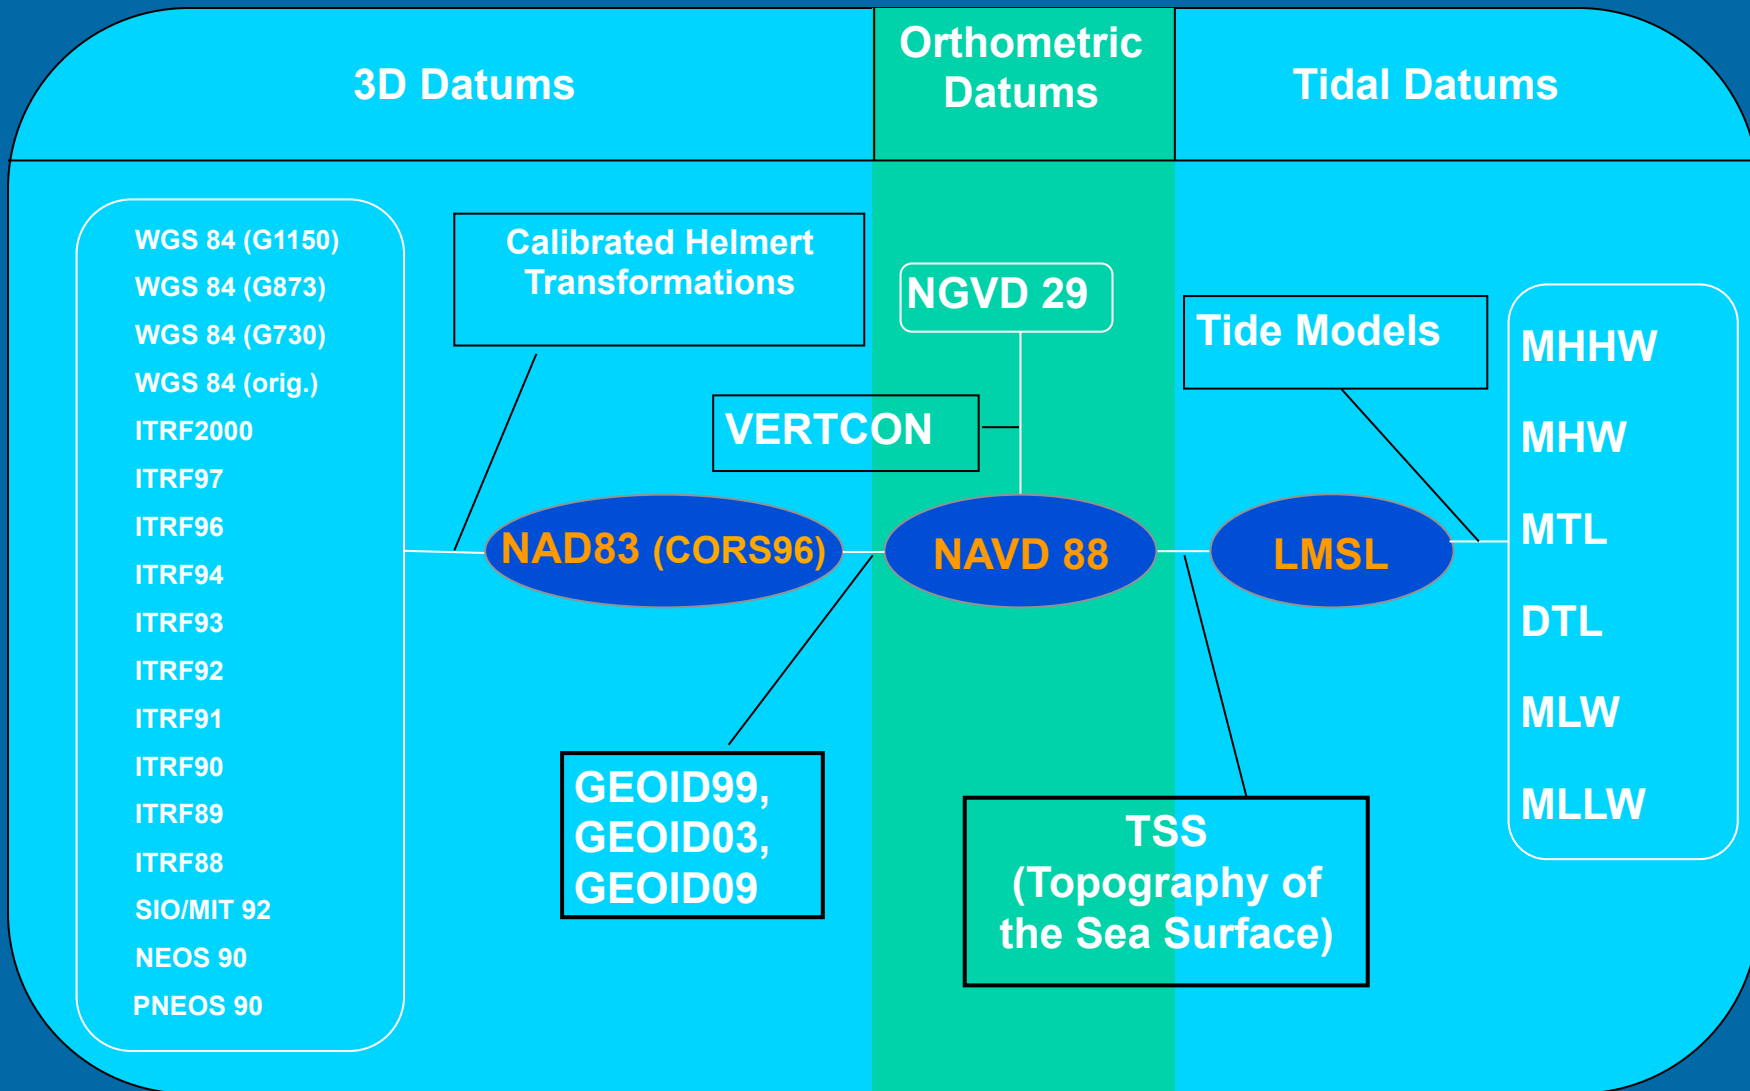 3D Datums
Orthometric
Datums
Tidal Datums
WGS 84 (G1150)
WGS 84 (G873)
WGS 84 (G730)
WGS 84 (orig.)
ITRF2000
ITRF97
ITRF96
ITRF94
ITRF93
ITRF92
ITRF91
ITRF90
ITRF89
ITRF88
SIO/MIT 92
NEOS 90
PNEOS 90
Calibrated Helmert
Transformations
NAD83 (CORS96)
GEOID99,
GEOID03,
GEOID09
NGVD 29
VERTCON
NAVD 88
TSS
(Topography of
the Sea Surface)
Tide Models
LMSL
MHHW
MHW
MTL
DTL
MLW
MLLW